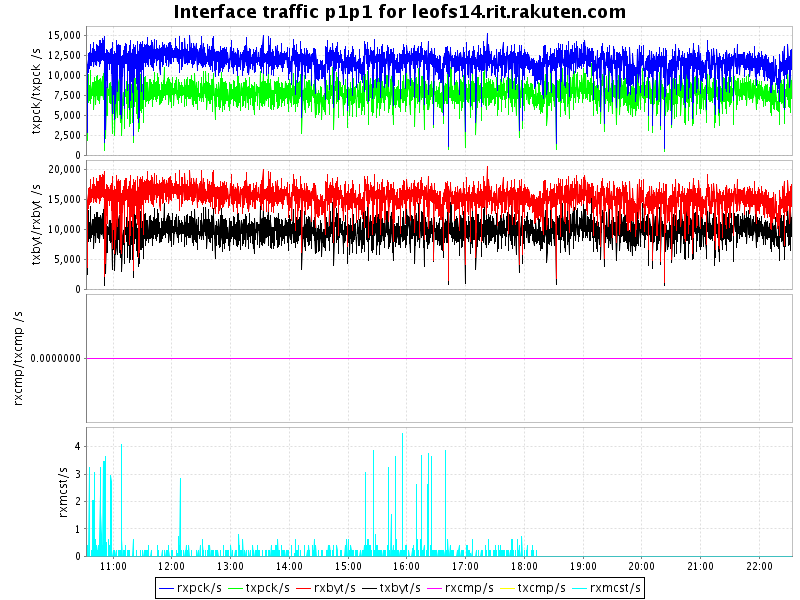 Interface traffic p1p1 for leofs14.rit.rakuten.com
txpck/txpck /s
15,000
12,500
10,000
7,500
5,000
2,500
0
txbyt/rxbyt /s
20,000
15,000
10,000
5,000
0
rxcmp/txcmp /s
0.0000000
rxmcst/s
4
3
2
1
0
11:00 12:00 13:00 14:00 15:00 16:00 17:00 18:00 19:00 20:00 21:00 22:00
rxpck/s txpck/s rxbyt/s txbyt/s rxcmp/s txcmp/s rxmcst/s